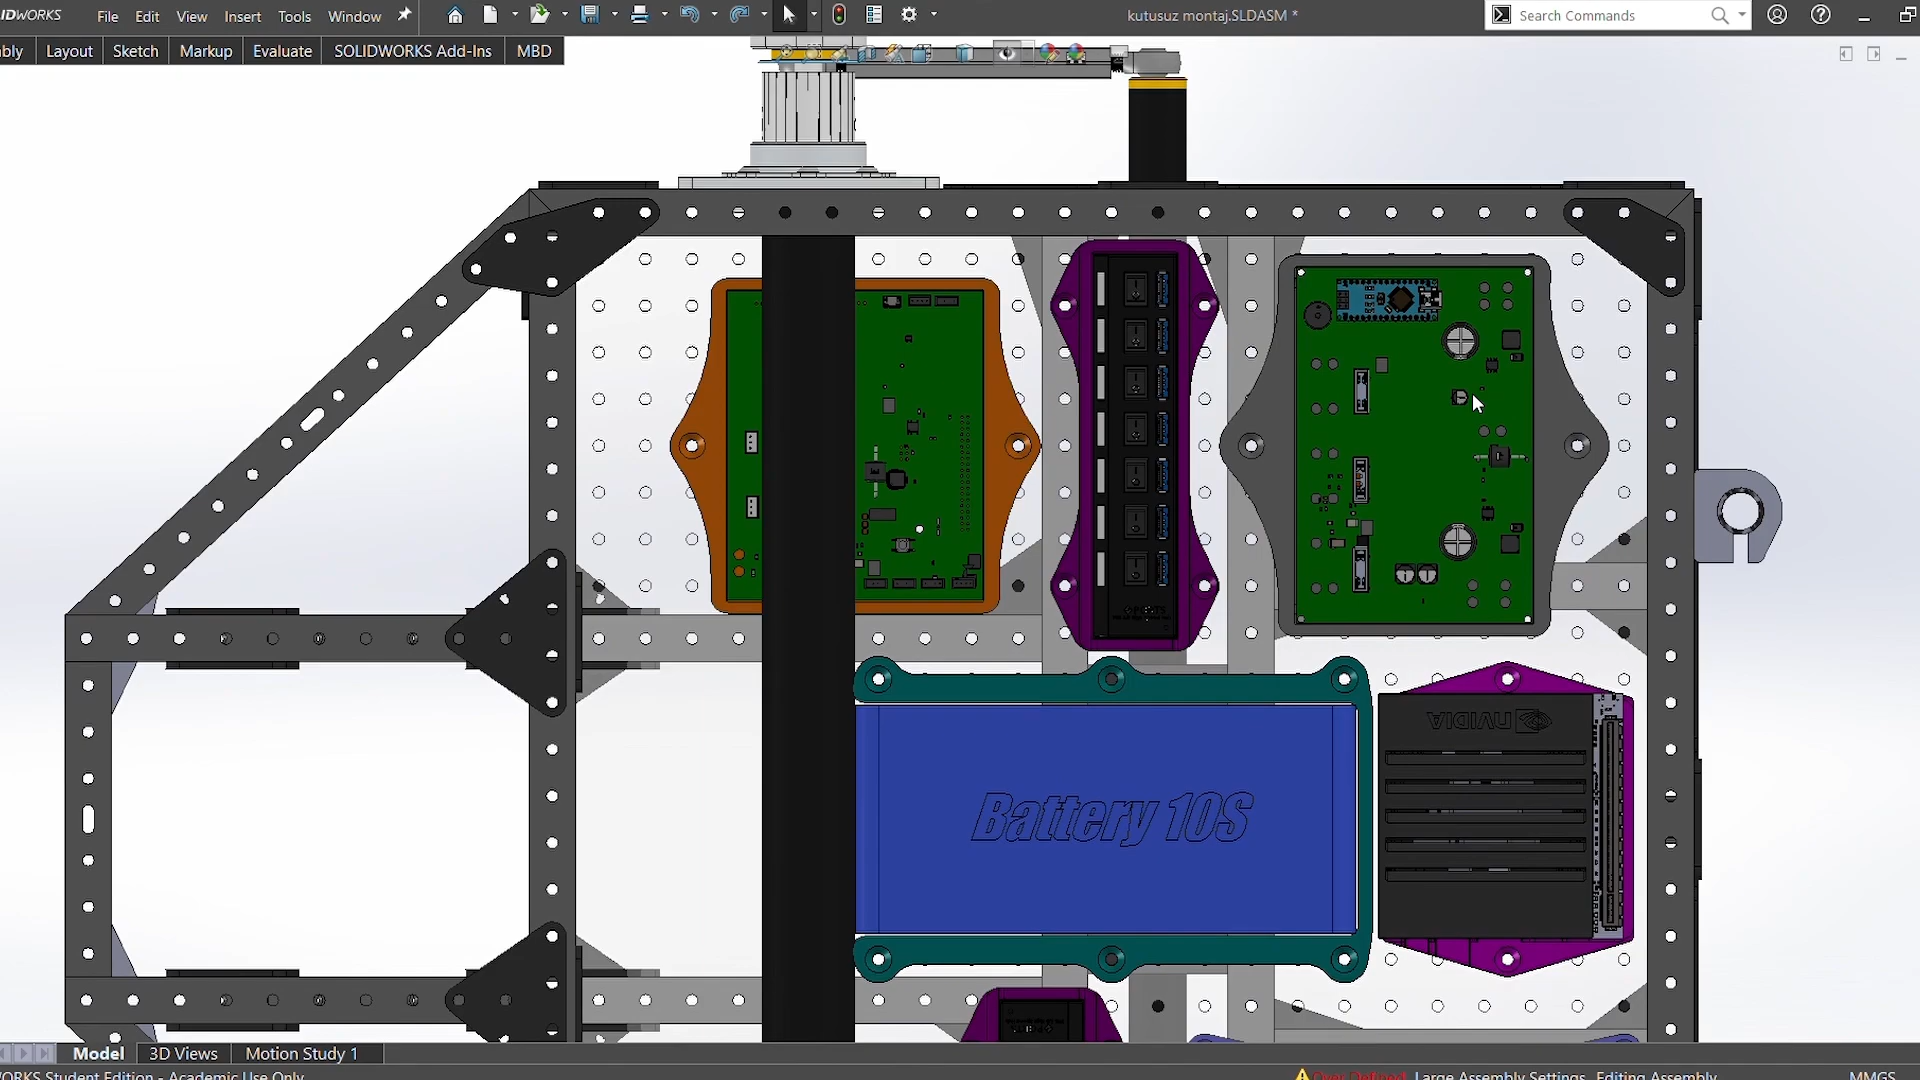 IDWORKS File Edit View Insert Tools Window kutusuz montaj.SLDASM * Search Commands
bly Layout Sketch Markup Evaluate SOLIDWORKS Add-Ins MBD
NVIDIA
Battery 10S
Model 3D Views Motion Study 1
ORKS Student Edition - Academic Use Only Over Defined Large Assembly Settings Editing Assembly MMGS